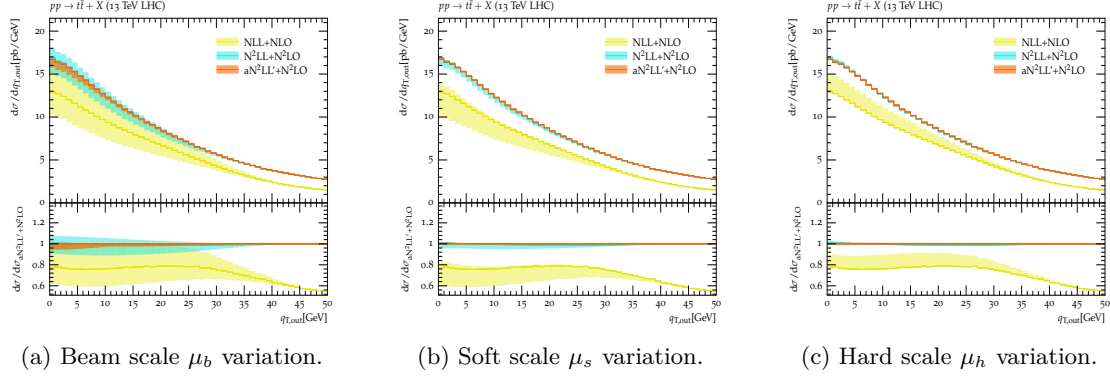 pp → tt̄ + X (13 TeV LHC)
dσ / dq_T,out [pb / GeV]
20
15
10
5
0
NLL+NLO
N²LL+N²LO
aN²LL′+N²LO
dσ / dσ_aN²LL′+N²LO
1.2
1
0.8
0.6
0 5 10 15 20 25 30 35 40 45 50
q_T,out[GeV]
(a) Beam scale μ_b variation.
pp → tt̄ + X (13 TeV LHC)
dσ / dq_T,out [pb / GeV]
20
15
10
5
0
NLL+NLO
N²LL+N²LO
aN²LL′+N²LO
dσ / dσ_aN²LL′+N²LO
1.2
1
0.8
0.6
0 5 10 15 20 25 30 35 40 45 50
q_T,out[GeV]
(b) Soft scale μ_s variation.
pp → tt̄ + X (13 TeV LHC)
dσ / dq_T,out [pb / GeV]
20
15
10
5
0
NLL+NLO
N²LL+N²LO
aN²LL′+N²LO
dσ / dσ_aN²LL′+N²LO
1.2
1
0.8
0.6
0 5 10 15 20 25 30 35 40 45 50
q_T,out[GeV]
(c) Hard scale μ_h variation.